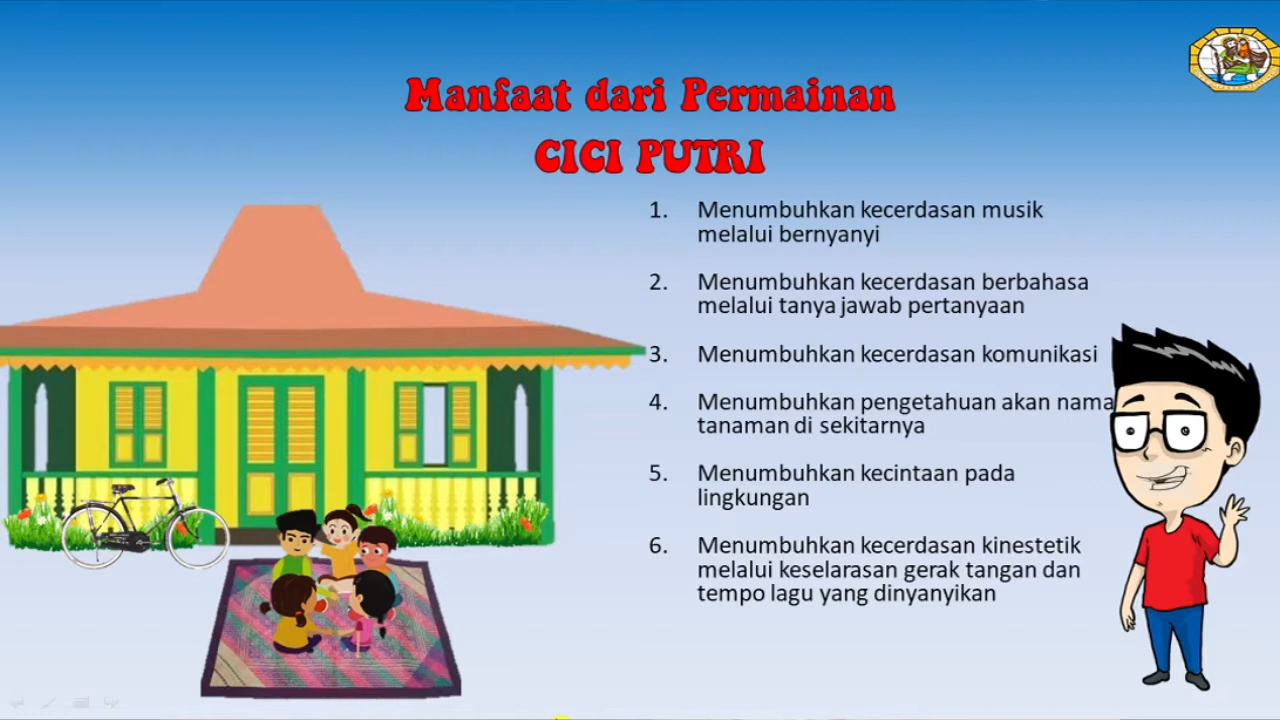 Manfaat dari Permainan
CICI PUTRI
1. Menumbuhkan kecerdasan musik
melalui bernyanyi
2. Menumbuhkan kecerdasan berbahasa
melalui tanya jawab pertanyaan
3. Menumbuhkan kecerdasan komunikasi
4. Menumbuhkan pengetahuan akan nama
tanaman di sekitarnya
5. Menumbuhkan kecintaan pada
lingkungan
6. Menumbuhkan kecerdasan kinestetik
melalui keselarasan gerak tangan dan
tempo lagu yang dinyanyikan